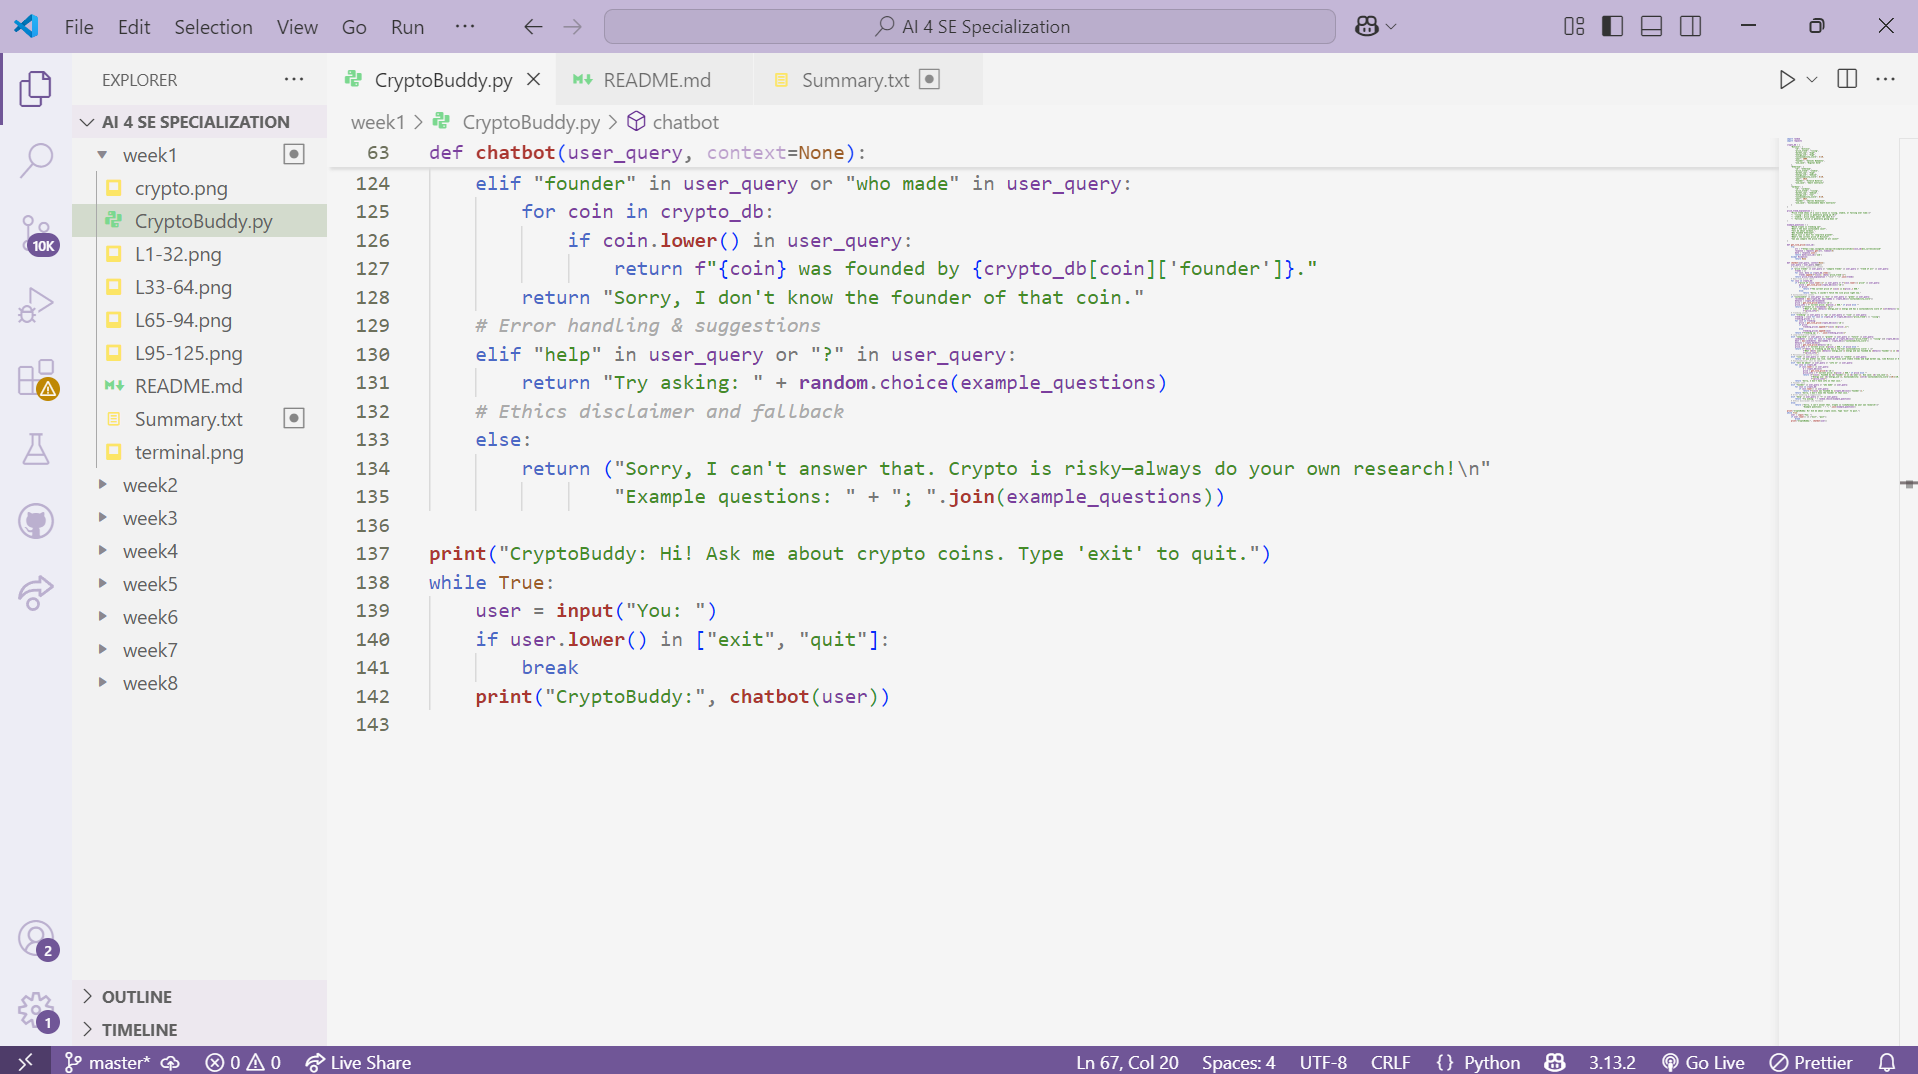 File Edit Selection View Go Run ··· AI 4 SE Specialization
EXPLORER ···
AI 4 SE SPECIALIZATION
week1
crypto.png
CryptoBuddy.py
L1-32.png
L33-64.png
L65-94.png
L95-125.png
README.md
Summary.txt
terminal.png
week2
week3
week4
week5
week6
week7
week8
OUTLINE
TIMELINE
10K
2
1
CryptoBuddy.py README.md Summary.txt
week1 > CryptoBuddy.py > chatbot
63 def chatbot(user_query, context=None):
124     elif "founder" in user_query or "who made" in user_query:
125         for coin in crypto_db:
126             if coin.lower() in user_query:
127                 return f"{coin} was founded by {crypto_db[coin]['founder']}."
128         return "Sorry, I don't know the founder of that coin."
129     # Error handling & suggestions
130     elif "help" in user_query or "?" in user_query:
131         return "Try asking: " + random.choice(example_questions)
132     # Ethics disclaimer and fallback
133     else:
134         return ("Sorry, I can't answer that. Crypto is risky—always do your own research!\n"
135                 "Example questions: " + "; ".join(example_questions))
136
137 print("CryptoBuddy: Hi! Ask me about crypto coins. Type 'exit' to quit.")
138 while True:
139     user = input("You: ")
140     if user.lower() in ["exit", "quit"]:
141         break
142     print("CryptoBuddy:", chatbot(user))
143
master* 0 0 Live Share Ln 67, Col 20 Spaces: 4 UTF-8 CRLF {} Python 3.13.2 Go Live Prettier